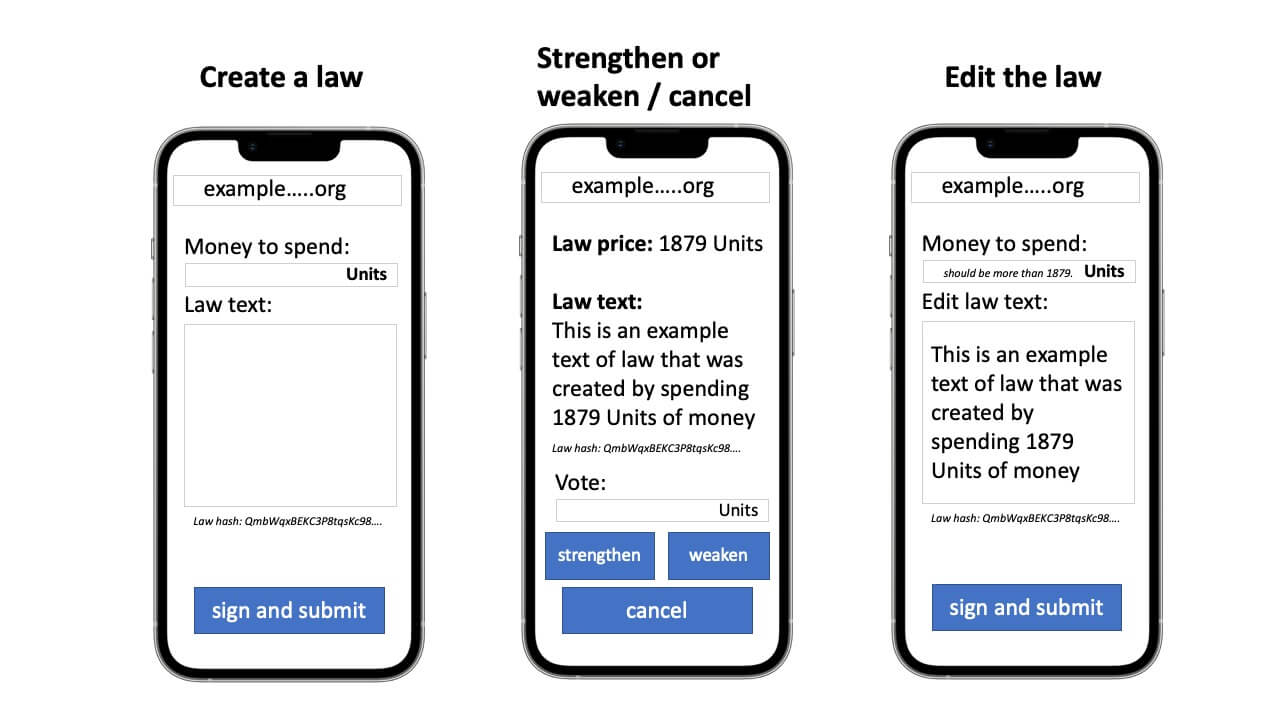 Create a law
example.....org
Money to spend:
Units
Law text:
Law hash: QmbWqxBEKC3P8tqsKc98....
sign and submit
Strengthen or
weaken / cancel
example.....org
Law price: 1879 Units
Law text:
This is an example
text of law that was
created by spending
1879 Units of money
Law hash: QmbWqxBEKC3P8tqsKc98....
Vote:
Units
strengthen weaken
cancel
Edit the law
example.....org
Money to spend:
should be more than 1879. Units
Edit law text:
This is an example
text of law that was
created by
spending 1879
Units of money
Law hash: QmbWqxBEKC3P8tqsKc98....
sign and submit